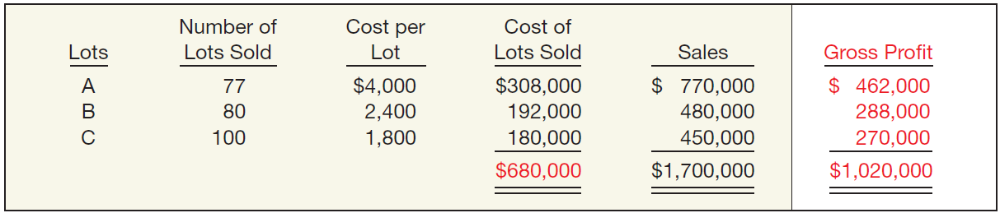 Number of Cost per Cost of
Lots Lots Sold Lot Lots Sold Sales Gross Profit
A 77 $4,000 $308,000 $ 770,000 $ 462,000
B 80 2,400 192,000 480,000 288,000
C 100 1,800 180,000 450,000 270,000
$680,000 $1,700,000 $1,020,000